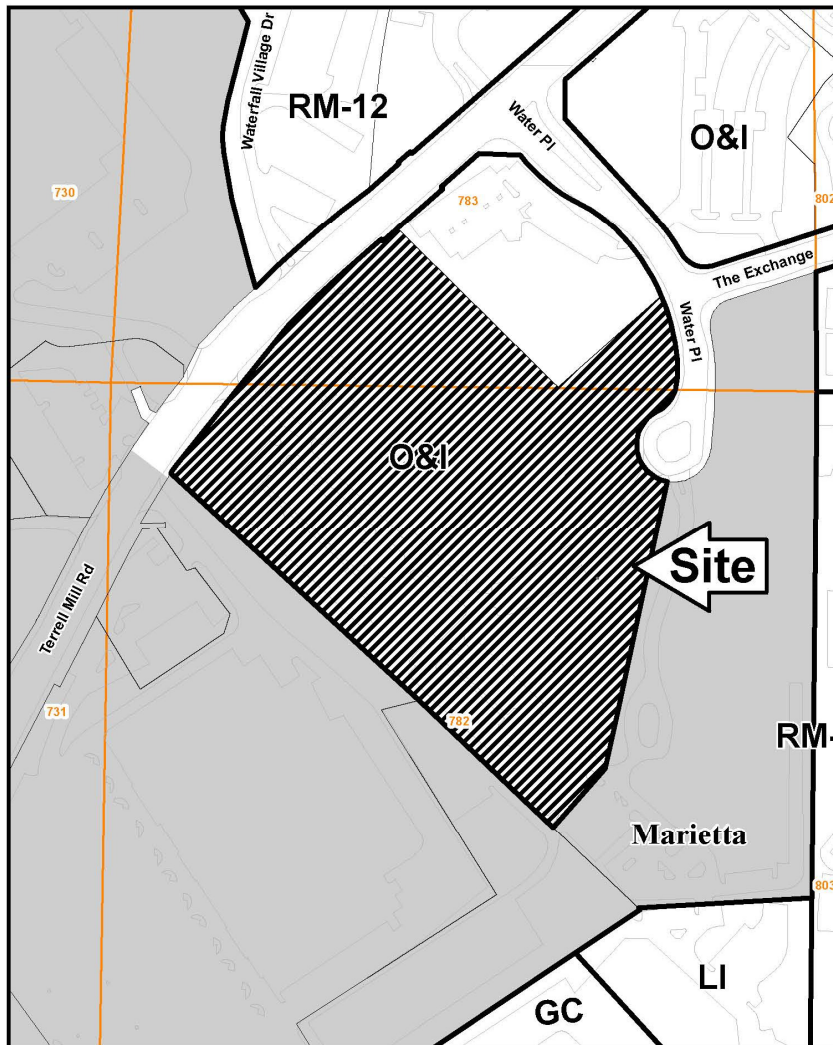 Waterfall Village Dr
RM-12
Water Pl
O&I
730
783
802
The Exchange
Water Pl
O&I
Site
Terrell Mill Rd
731
782
RM-
Marietta
803
LI
GC